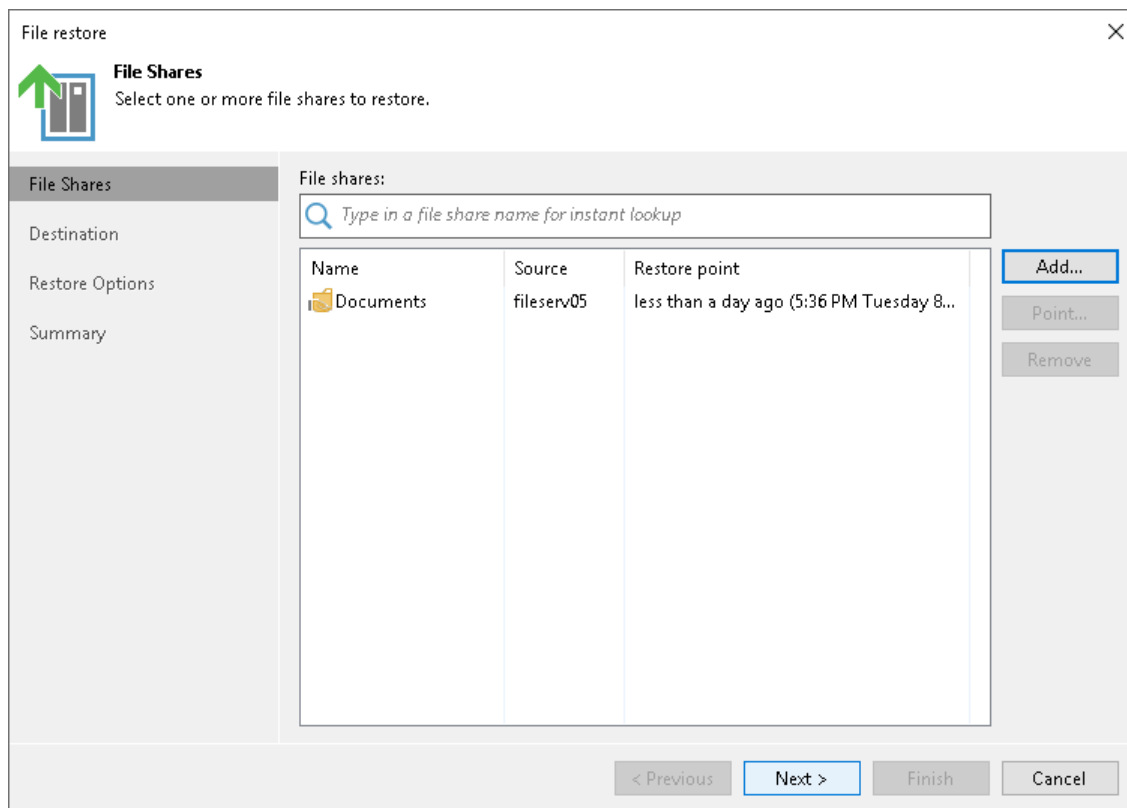 File restore
File Shares
Select one or more file shares to restore.
File Shares
Destination
Restore Options
Summary
File shares:
Type in a file share name for instant lookup
Name Source Restore point
Documents fileserv05 less than a day ago (5:36 PM Tuesday 8...
Add...
Point...
Remove
< Previous Next > Finish Cancel